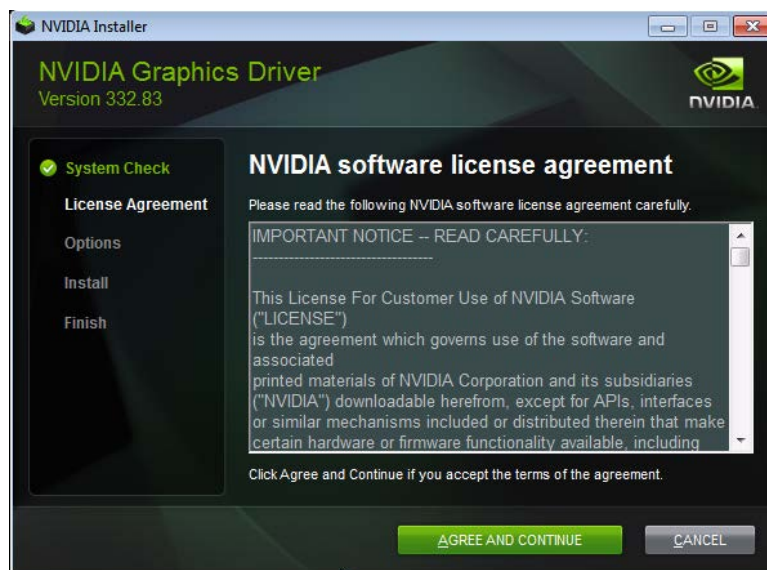 NVIDIA Installer
NVIDIA Graphics Driver
Version 332.83
NVIDIA
System Check
License Agreement
Options
Install
Finish
NVIDIA software license agreement
Please read the following NVIDIA software license agreement carefully.
IMPORTANT NOTICE -- READ CAREFULLY:
-----------------------------------
This License For Customer Use of NVIDIA Software
("LICENSE")
is the agreement which governs use of the software and
associated
printed materials of NVIDIA Corporation and its subsidiaries
("NVIDIA") downloadable herefrom, except for APIs, interfaces
or similar mechanisms included or distributed therein that make
certain hardware or firmware functionality available, including
Click Agree and Continue if you accept the terms of the agreement.
AGREE AND CONTINUE
CANCEL